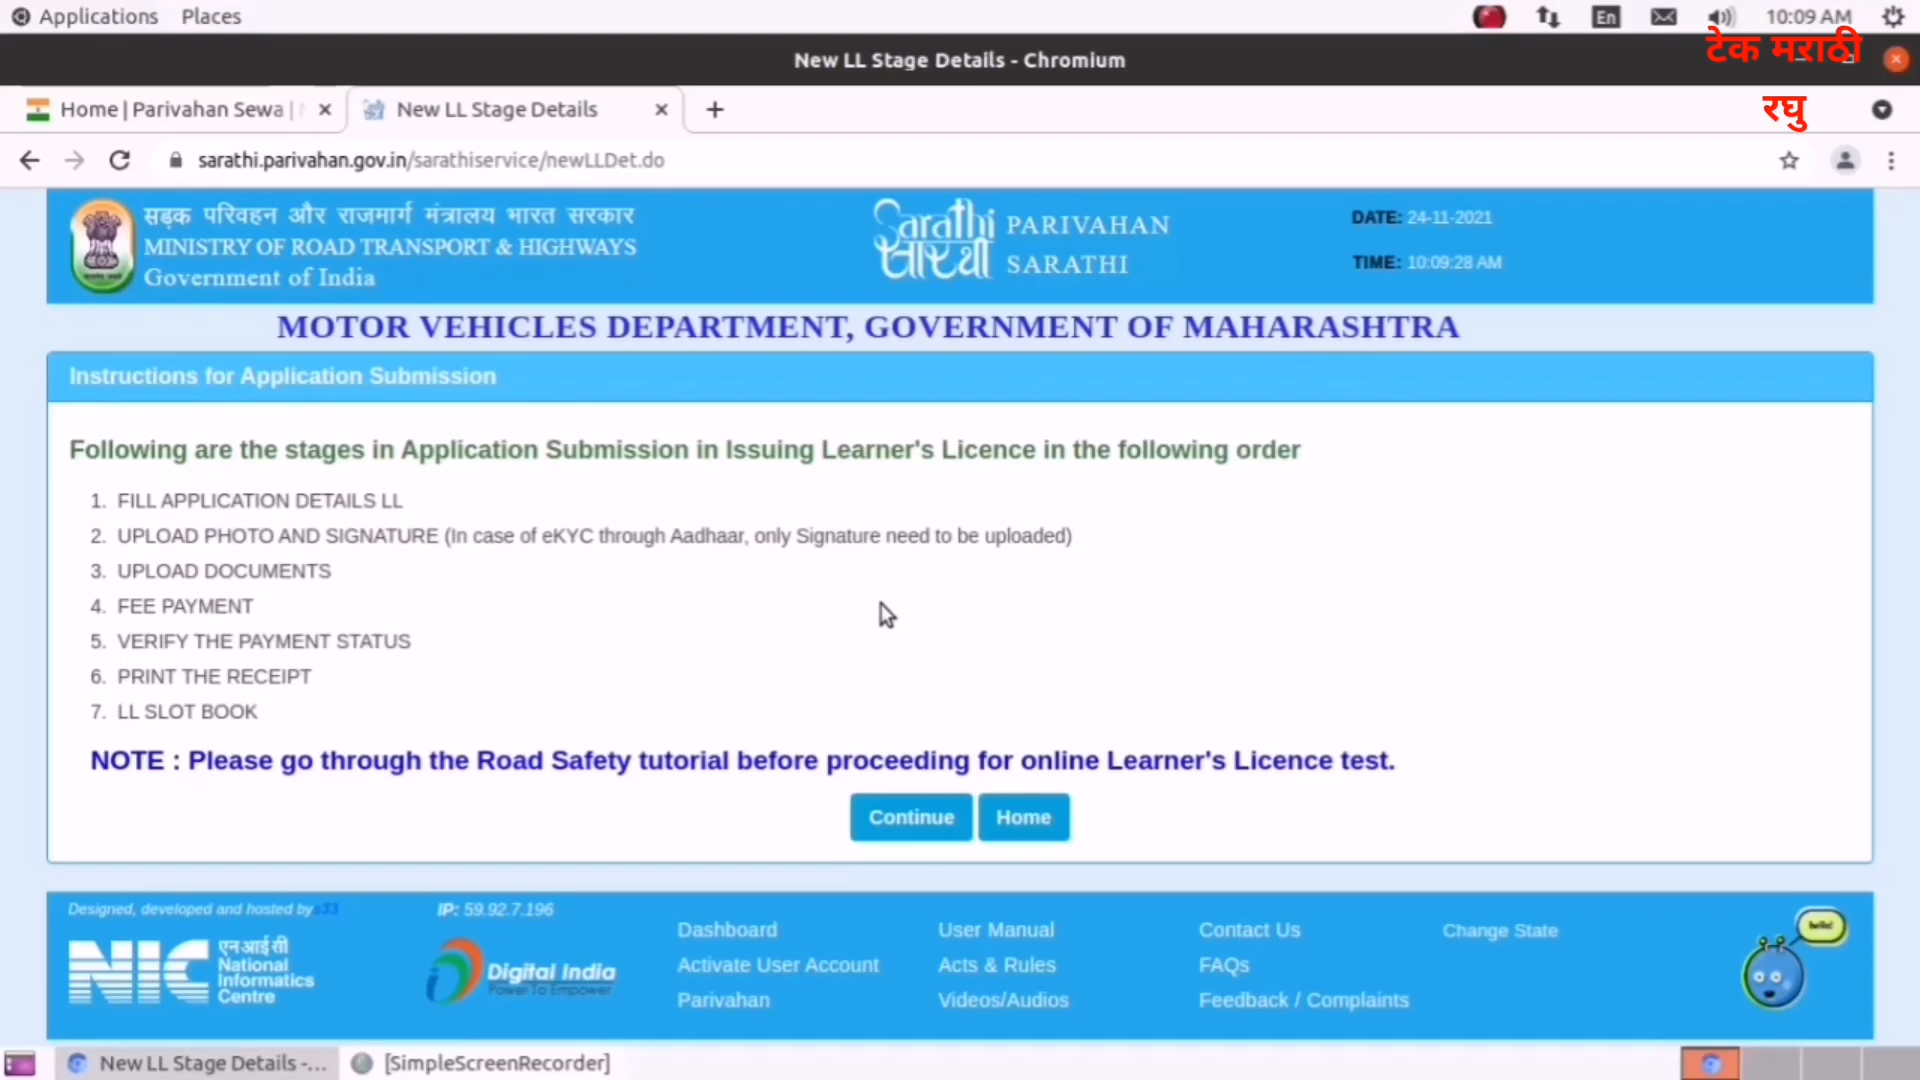 Applications Places En 10:09 AM
New LL Stage Details - Chromium
टेक मराठी
Home | Parivahan Sewa | New LL Stage Details
रघु
sarathi.parivahan.gov.in/sarathiservice/newLLDet.do
सड़क परिवहन और राजमार्ग मंत्रालय भारत सरकार
MINISTRY OF ROAD TRANSPORT & HIGHWAYS
Government of India
Sarathi
सारथी
PARIVAHAN
SARATHI
DATE: 24-11-2021
TIME: 10:09:28 AM
MOTOR VEHICLES DEPARTMENT, GOVERNMENT OF MAHARASHTRA
Instructions for Application Submission
Following are the stages in Application Submission in Issuing Learner's Licence in the following order
1. FILL APPLICATION DETAILS LL
2. UPLOAD PHOTO AND SIGNATURE (In case of eKYC through Aadhaar, only Signature need to be uploaded)
3. UPLOAD DOCUMENTS
4. FEE PAYMENT
5. VERIFY THE PAYMENT STATUS
6. PRINT THE RECEIPT
7. LL SLOT BOOK
NOTE : Please go through the Road Safety tutorial before proceeding for online Learner's Licence test.
Continue Home
Designed, developed and hosted by s33
IP: 59.92.7.196
NIC
एन आई सी
National
Informatics
Centre
Digital India
Power To Empower
Dashboard User Manual Contact Us Change State
Activate User Account Acts & Rules FAQs
Parivahan Videos/Audios Feedback / Complaints
hello!
New LL Stage Details -... [SimpleScreenRecorder]